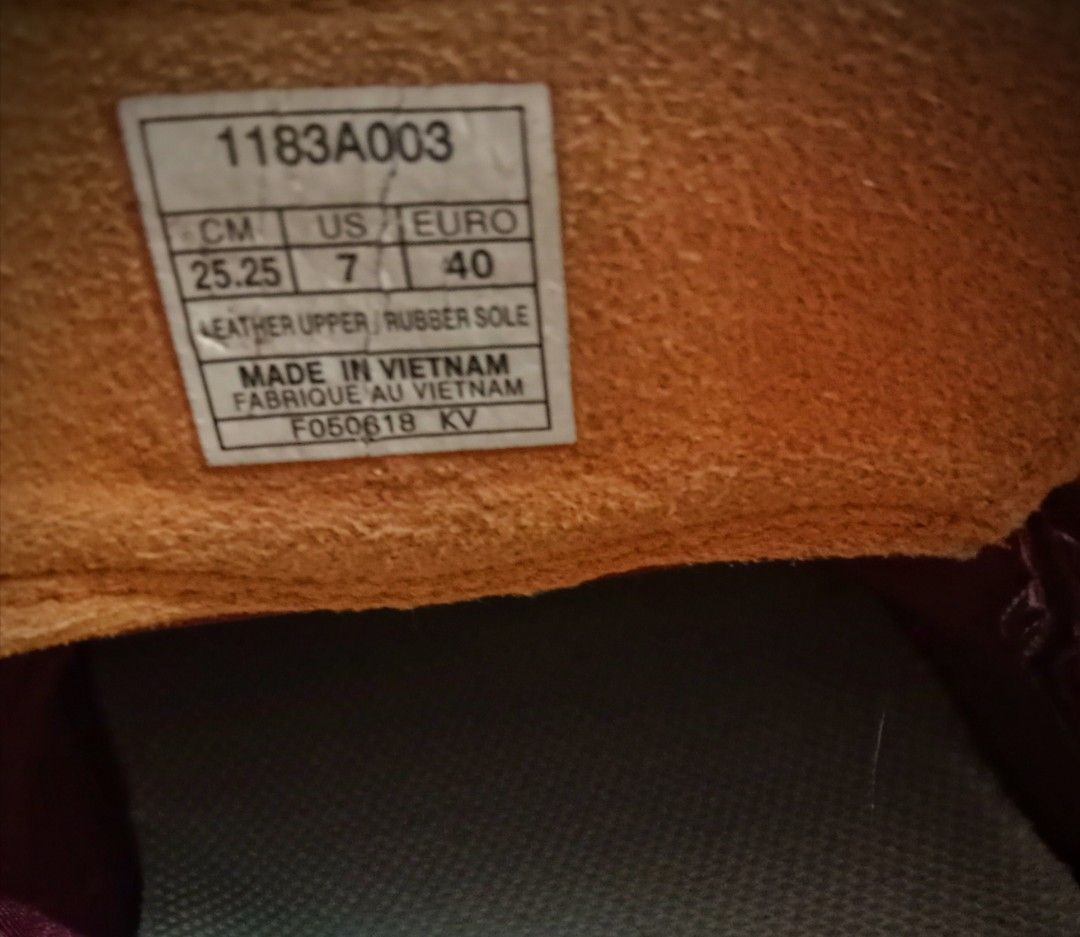 1183A003
CM US EURO
25.25 7 40
LEATHER UPPER / RUBBER SOLE
MADE IN VIETNAM
FABRIQUE AU VIETNAM
F050618 KV